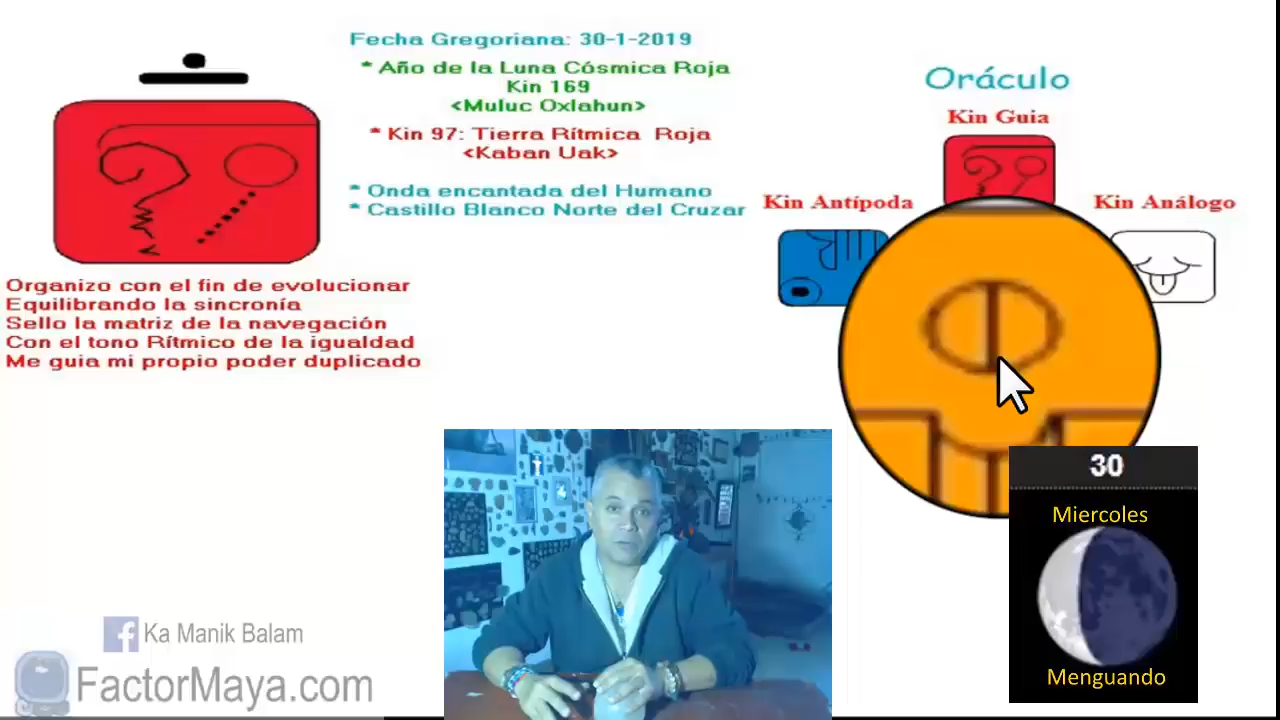 Fecha Gregoriana: 30-1-2019
* Año de la Luna Cósmica Roja
Kin 169
<Muluc Oxlahun>
* Kin 97: Tierra Rítmica Roja
<Kaban Uak>
* Onda encantada del Humano
* Castillo Blanco Norte del Cruzar
Organizo con el fin de evolucionar
Equilibrando la sincronía
Sello la matriz de la navegación
Con el tono Rítmico de la igualdad
Me guia mi propio poder duplicado
Oráculo
Kin Guia
Kin Antípoda
Kin Análogo
30
Miercoles
Menguando
f Ka Manik Balam
FactorMaya.com